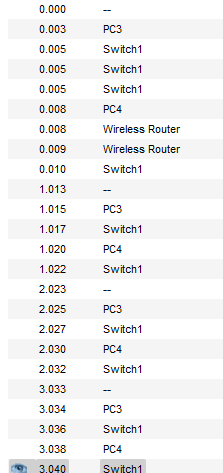 0.000 --
0.003 PC3
0.005 Switch1
0.005 Switch1
0.005 Switch1
0.008 PC4
0.008 Wireless Router
0.009 Wireless Router
0.010 Switch1
1.013 --
1.015 PC3
1.017 Switch1
1.020 PC4
1.022 Switch1
2.023 --
2.025 PC3
2.027 Switch1
2.030 PC4
2.032 Switch1
3.033 --
3.034 PC3
3.036 Switch1
3.038 PC4
3.040 Switch1